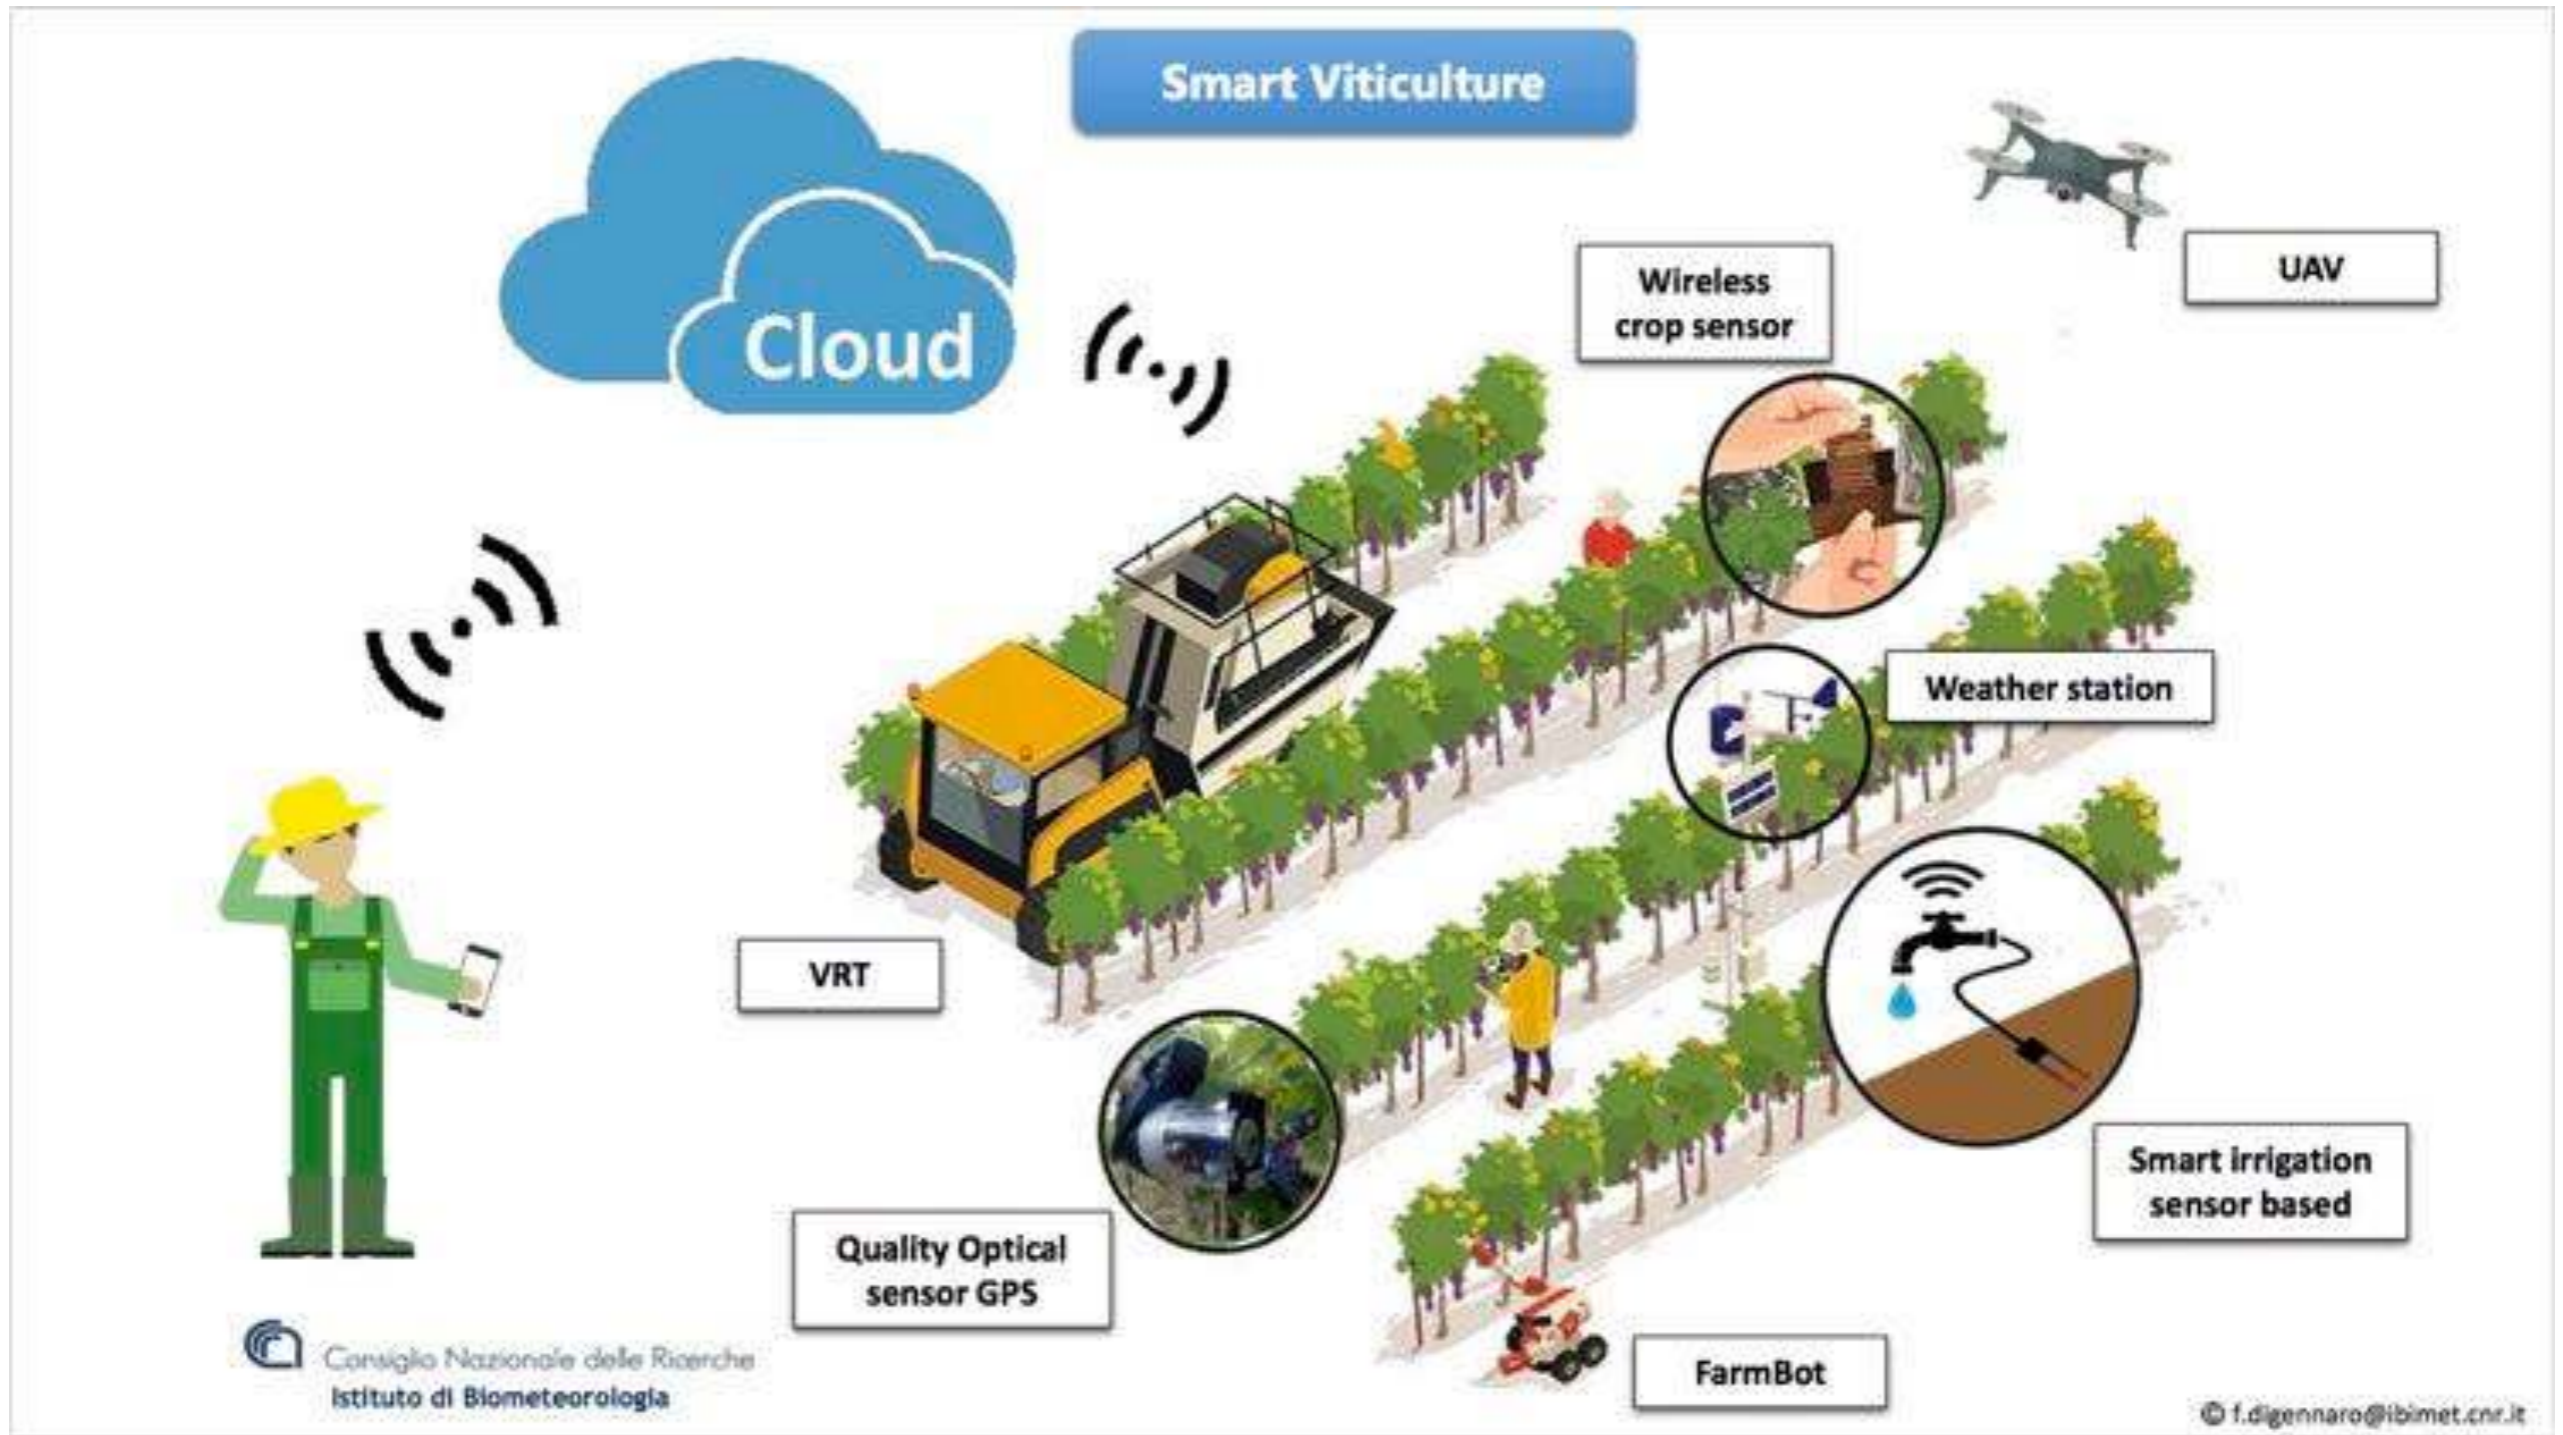 Smart Viticulture
Cloud
UAV
Wireless
crop sensor
Weather station
VRT
Smart irrigation
sensor based
Quality Optical
sensor GPS
FarmBot
Consiglio Nazionale delle Ricerche
Istituto di Biometeorologia
© f.digennaro@ibimet.cnr.it